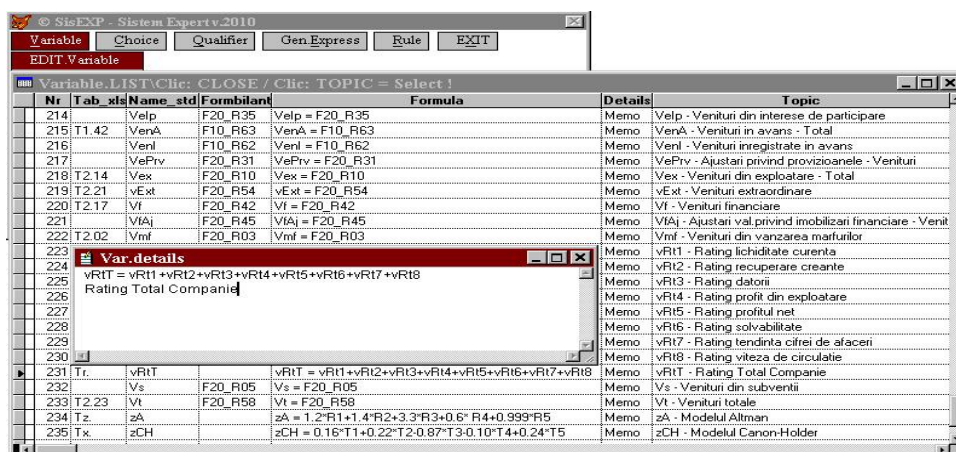 © SisEXP - Sistem Expert v.2010
Variable Choice Qualifier Gen.Express Rule EXIT
EDIT.Variable
Variable.LIST\Clic: CLOSE / Clic: TOPIC = Select !
Nr Tab_xls Name_std Formbilant Formula Details Topic
214 VeIp F20_R35 VeIp = F20_R35 Memo VeIp - Venituri din interese de participare
215 T1.42 VenA F10_R63 VenA = F10_R63 Memo VenA - Venituri in avans - Total
216 VenI F10_R62 VenI = F10_R62 Memo VenI - Venituri inregistrate in avans
217 VePrv F20_R31 VePrv = F20_R31 Memo VePrv - Ajustari privind provizioanele - Venituri
218 T2.14 Vex F20_R10 Vex = F20_R10 Memo Vex - Venituri din exploatare - Total
219 T2.21 vExt F20_R54 vExt = F20_R54 Memo vExt - Venituri extraordinare
220 T2.17 Vf F20_R42 Vf = F20_R42 Memo Vf - Venituri financiare
221 VfAj F20_R45 VfAj = F20_R45 Memo VfAj - Ajustari val.privind imobilizari financiare - Venit
222 T2.02 Vmf F20_R03 Vmf = F20_R03 Memo Vmf - Venituri din vanzarea marfurilor
223 Memo vRt1 - Rating lichiditate curenta
Var.details
224 Memo vRt2 - Rating recuperare creante
vRtT = vRt1+vRt2+vRt3+vRt4+vRt5+vRt6+vRt7+vRt8
225 Memo vRt3 - Rating datorii
Rating Total Companie
226 Memo vRt4 - Rating profit din exploatare
227 Memo vRt5 - Rating profitul net
228 Memo vRt6 - Rating solvabilitate
229 Memo vRt7 - Rating tendinta cifrei de afaceri
230 Memo vRt8 - Rating viteza de circulatie
231 Tr. vRtT vRtT = vRt1+vRt2+vRt3+vRt4+vRt5+vRt6+vRt7+vRt8 Memo vRtT - Rating Total Companie
232 Vs F20_R05 Vs = F20_R05 Memo Vs - Venituri din subventii
233 T2.23 Vt F20_R58 Vt = F20_R58 Memo Vt - Venituri totale
234 Tz. zA zA = 1.2*R1+1.4*R2+3.3*R3+0.6* R4+0.999*R5 Memo zA - Modelul Altman
235 Tx. zCH zCH = 0.16*T1+0.22*T2-0.87*T3-0.10*T4+0.24*T5 Memo zCH - Modelul Canon-Holder